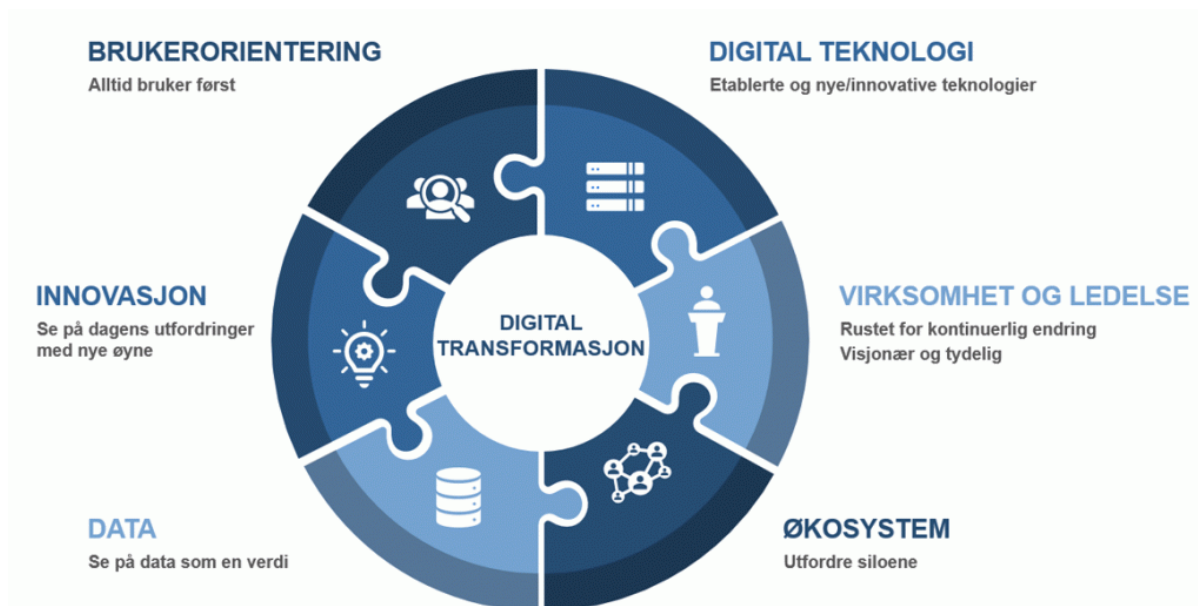 BRUKERORIENTERING
Alltid bruker først
DIGITAL TEKNOLOGI
Etablerte og nye/innovative teknologier
INNOVASJON
Se på dagens utfordringer
med nye øyne
DIGITAL
TRANSFORMASJON
VIRKSOMHET OG LEDELSE
Rustet for kontinuerlig endring
Visjonær og tydelig
DATA
Se på data som en verdi
ØKOSYSTEM
Utfordre siloene